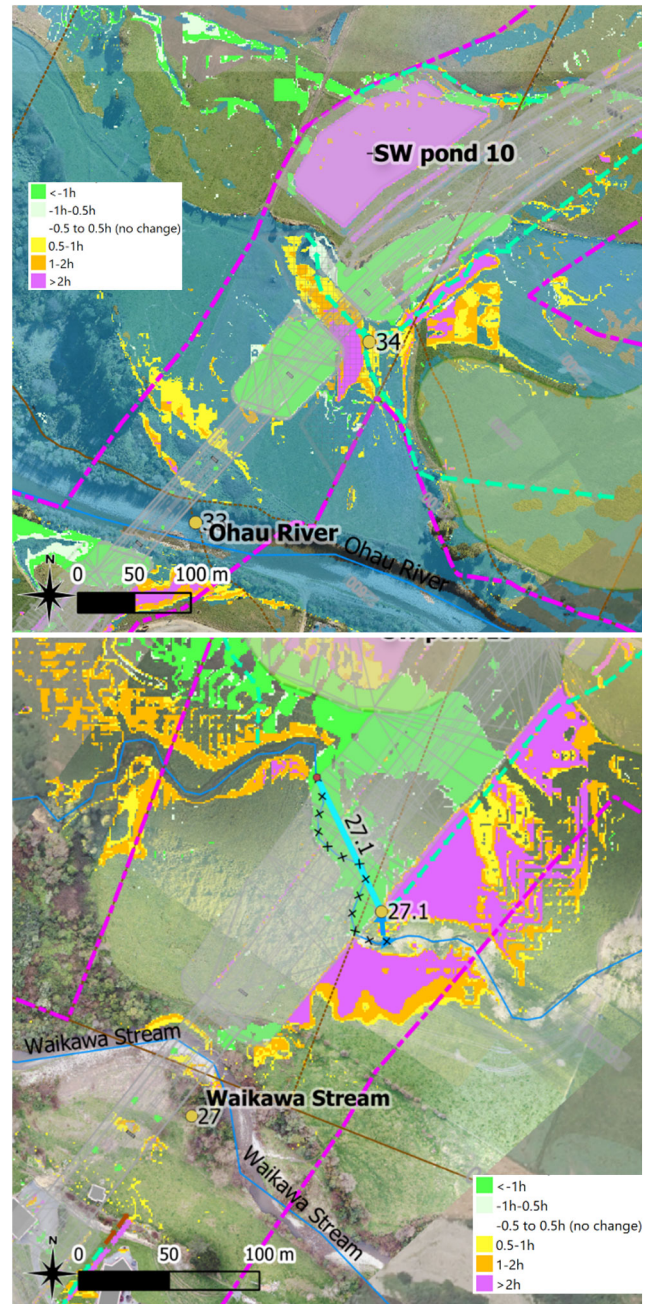 SW pond 10
<-1h
-1h-0.5h
-0.5 to 0.5h (no change)
0.5-1h
1-2h
>2h
34
33
Ohau River
Ohau River
N
0 50 100 m
27.1
27.1
Waikawa Stream
Waikawa Stream
27
Waikawa Stream
<-1h
-1h-0.5h
-0.5 to 0.5h (no change)
0.5-1h
1-2h
>2h
N
0 50 100 m